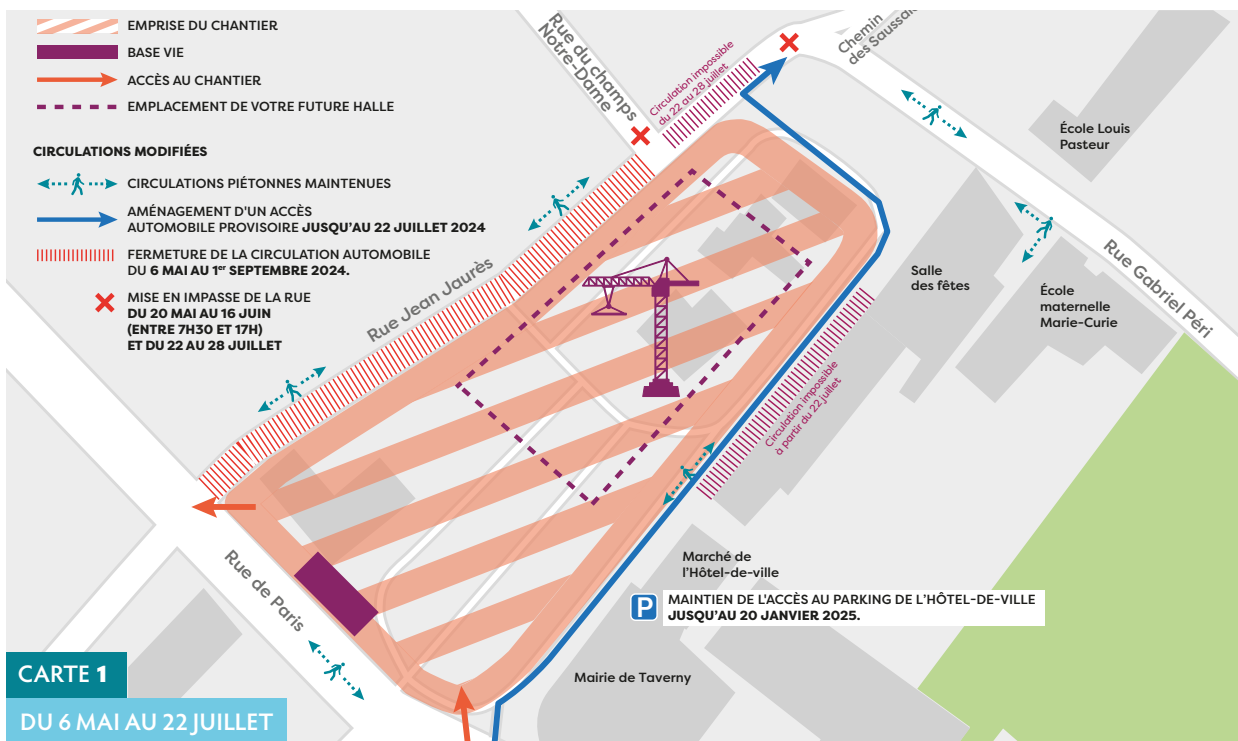 EMPRISE DU CHANTIER
BASE VIE
ACCÈS AU CHANTIER
EMPLACEMENT DE VOTRE FUTURE HALLE
CIRCULATIONS MODIFIÉES
CIRCULATIONS PIÉTONNES MAINTENUES
AMÉNAGEMENT D'UN ACCÈS
AUTOMOBILE PROVISOIRE JUSQU'AU 22 JUILLET 2024
FERMETURE DE LA CIRCULATION AUTOMOBILE
DU 6 MAI AU 1er SEPTEMBRE 2024.
MISE EN IMPASSE DE LA RUE
DU 20 MAI AU 16 JUIN
(ENTRE 7H30 ET 17H)
ET DU 22 AU 28 JUILLET
Rue du champs
Notre-Dame
Circulation impossible
du 22 au 28 juillet
Chemin
des Saussai
École Louis
Pasteur
Rue Jean Jaurès
Rue Gabriel Péri
Salle
des fêtes
École
maternelle
Marie-Curie
Circulation impossible
à partir du 22 juillet
Rue de Paris
Marché de
l'Hôtel-de-ville
P
MAINTIEN DE L'ACCÈS AU PARKING DE L'HÔTEL-DE-VILLE
JUSQU'AU 20 JANVIER 2025.
Mairie de Taverny
CARTE 1
DU 6 MAI AU 22 JUILLET